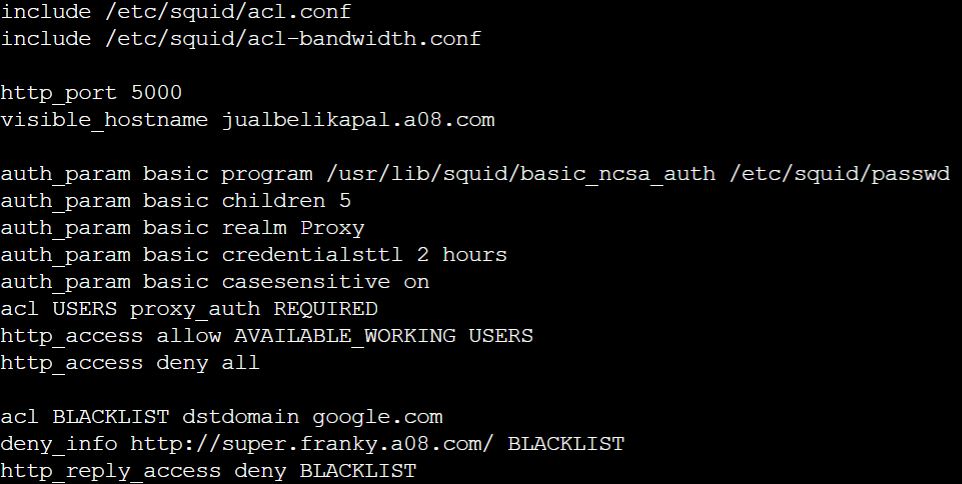 include /etc/squid/acl.conf
include /etc/squid/acl-bandwidth.conf
http_port 5000
visible_hostname jualbelikapal.a08.com
auth_param basic program /usr/lib/squid/basic_ncsa_auth /etc/squid/passwd
auth_param basic children 5
auth_param basic realm Proxy
auth_param basic credentialsttl 2 hours
auth_param basic casesensitive on
acl USERS proxy_auth REQUIRED
http_access allow AVAILABLE_WORKING USERS
http_access deny all
acl BLACKLIST dstdomain google.com
deny_info http://super.franky.a08.com/ BLACKLIST
http_reply_access deny BLACKLIST